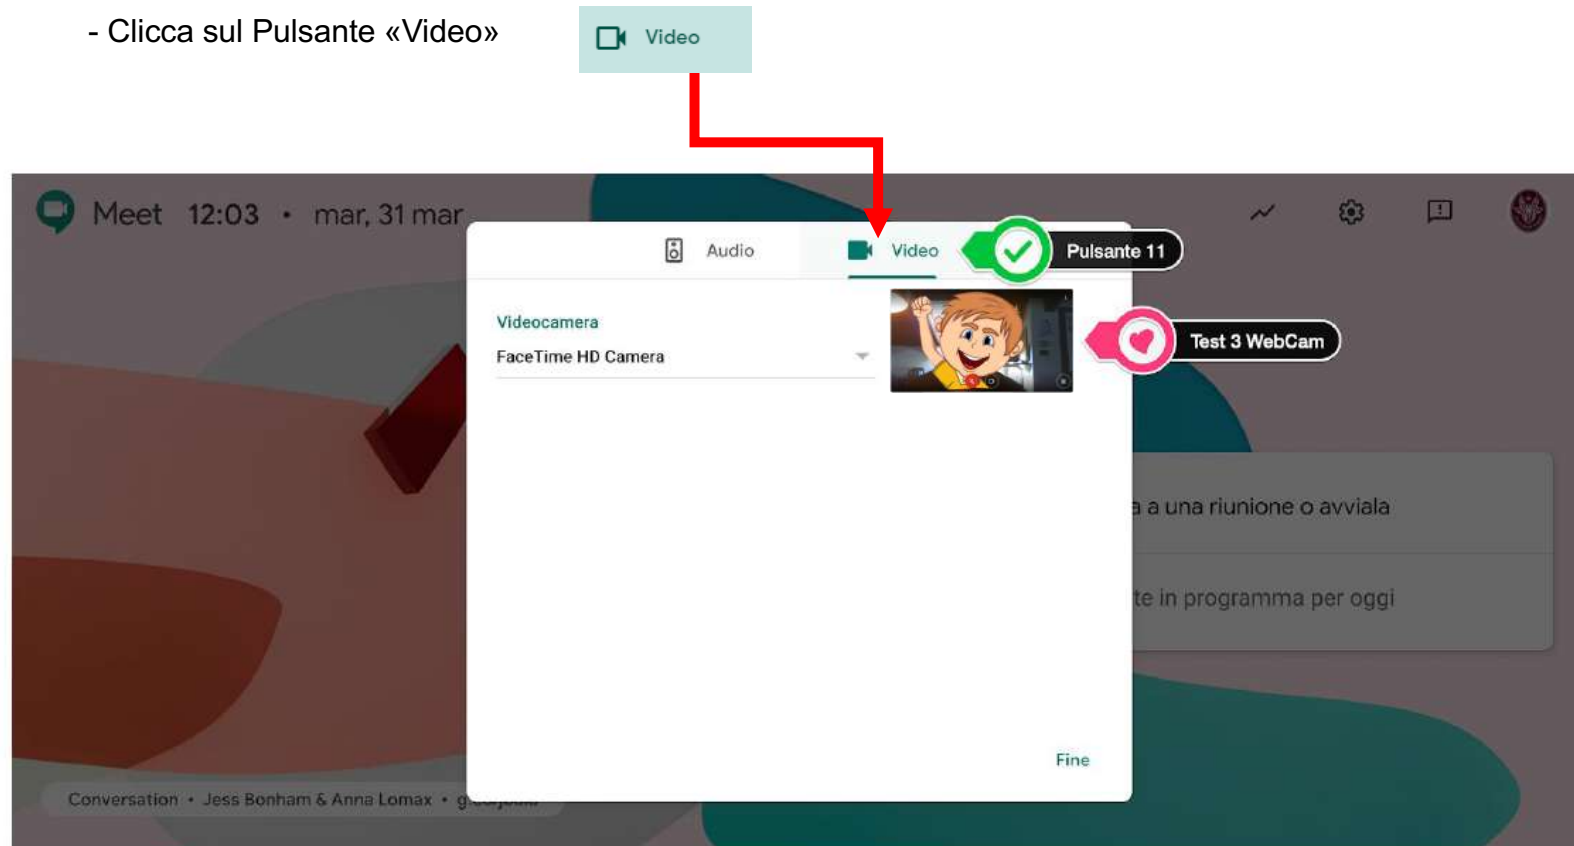 - Clicca sul Pulsante «Video»
Video
Meet 12:03 • mar, 31 mar
Audio
Video
Pulsante 11
Videocamera
FaceTime HD Camera
Test 3 WebCam
a a una riunione o avviala
te in programma per oggi
Fine
Conversation • Jess Bonham & Anna Lomax •